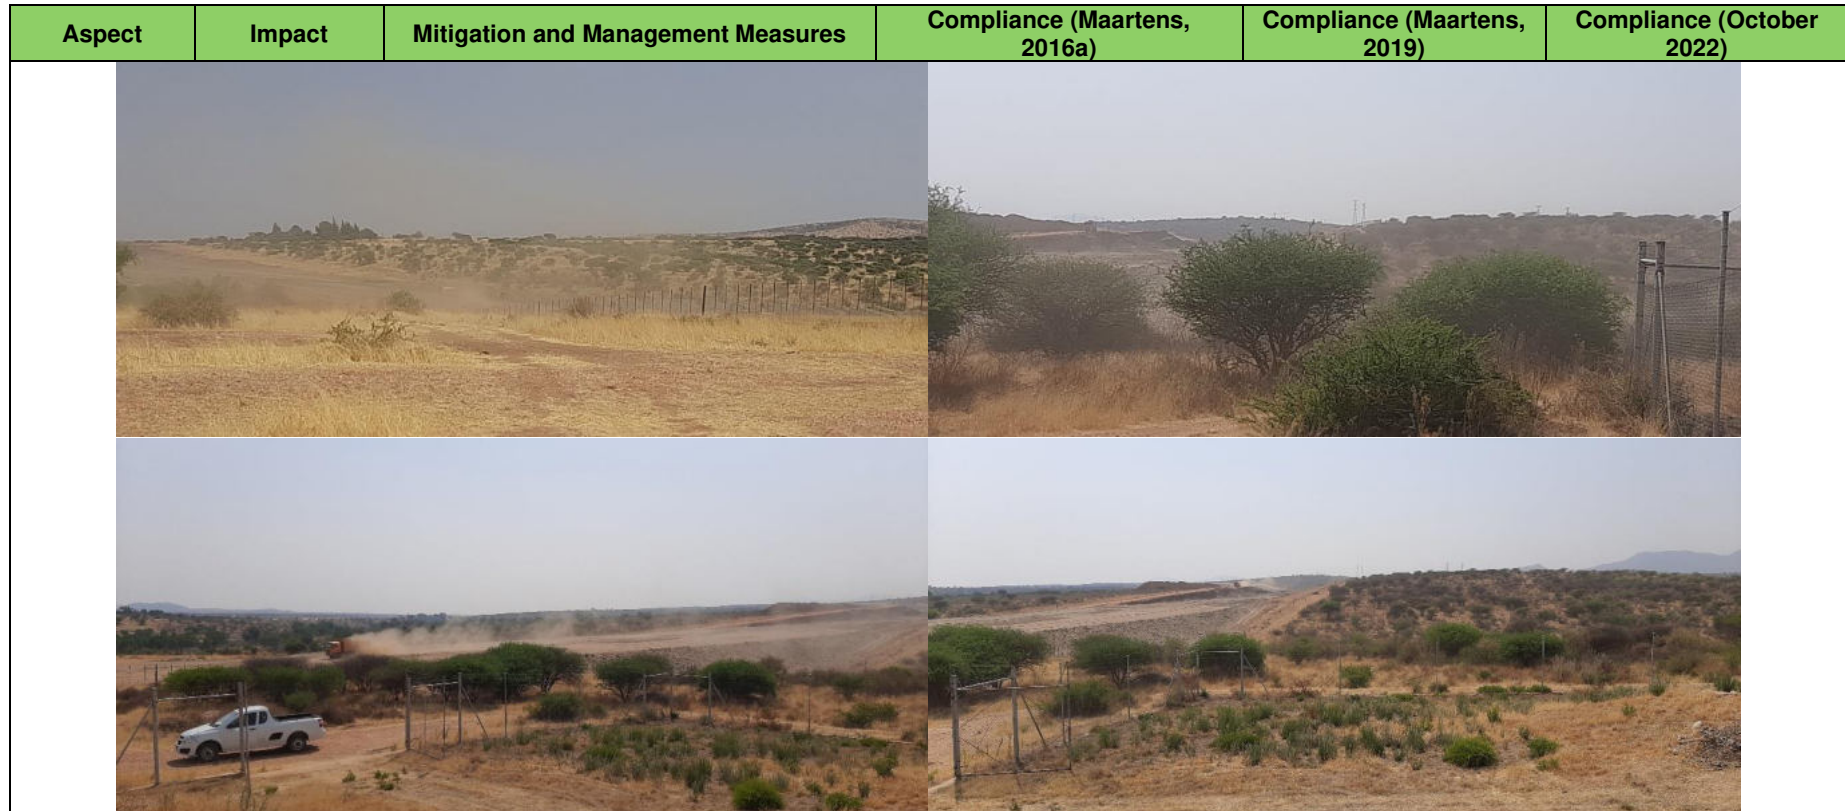 Aspect
Impact
Mitigation and Management Measures
Compliance (Maartens,
2016a)
Compliance (Maartens,
2019)
Compliance (October
2022)